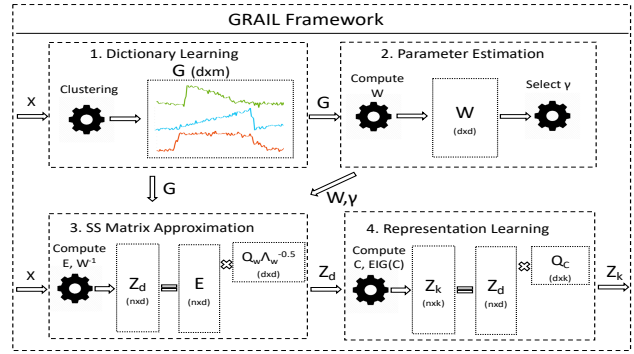 GRAIL Framework
1. Dictionary Learning
G (dxm)
X
Clustering
G
2. Parameter Estimation
Compute
W
W
(dxd)
Select γ
G
W,γ
3. SS Matrix Approximation
Compute
E, W⁻¹
X
Z_d
(nxd)
=
E
(nxd)
Q_w Λ_w^-0.5
(dxd)
Z_d
4. Representation Learning
Compute
C, EIG(C)
Z_k
(nxk)
=
Z_d
(nxd)
Q_C
(dxk)
Z_k